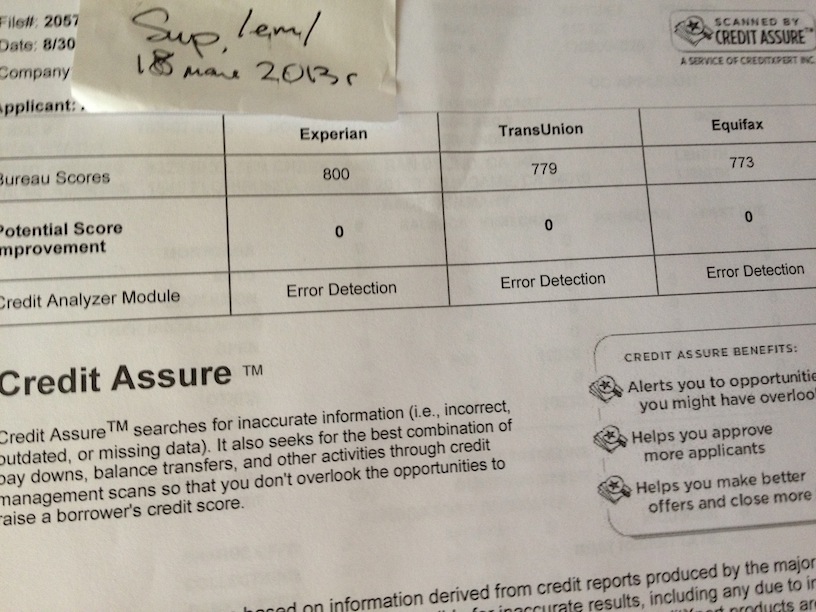 File#: 2057
Date: 8/30
Company
Applicant:
Sup, lem/
18 мая 2013 г
SCANNED BY
CREDIT ASSURE™
A SERVICE OF CREDITXPERT INC.
Experian TransUnion Equifax
Bureau Scores 800 779 773
Potential Score
Improvement 0 0 0
Credit Analyzer Module Error Detection Error Detection Error Detection
Credit Assure ™
Credit Assure™ searches for inaccurate information (i.e., incorrect,
outdated, or missing data). It also seeks for the best combination of
pay downs, balance transfers, and other activities through credit
management scans so that you don't overlook the opportunities to
raise a borrower's credit score.
CREDIT ASSURE BENEFITS:
Alerts you to opportunitie
you might have overloo
Helps you approve
more applicants
Helps you make better
offers and close more
based on information derived from credit reports produced by the major
inaccurate results, including any due to in
products are